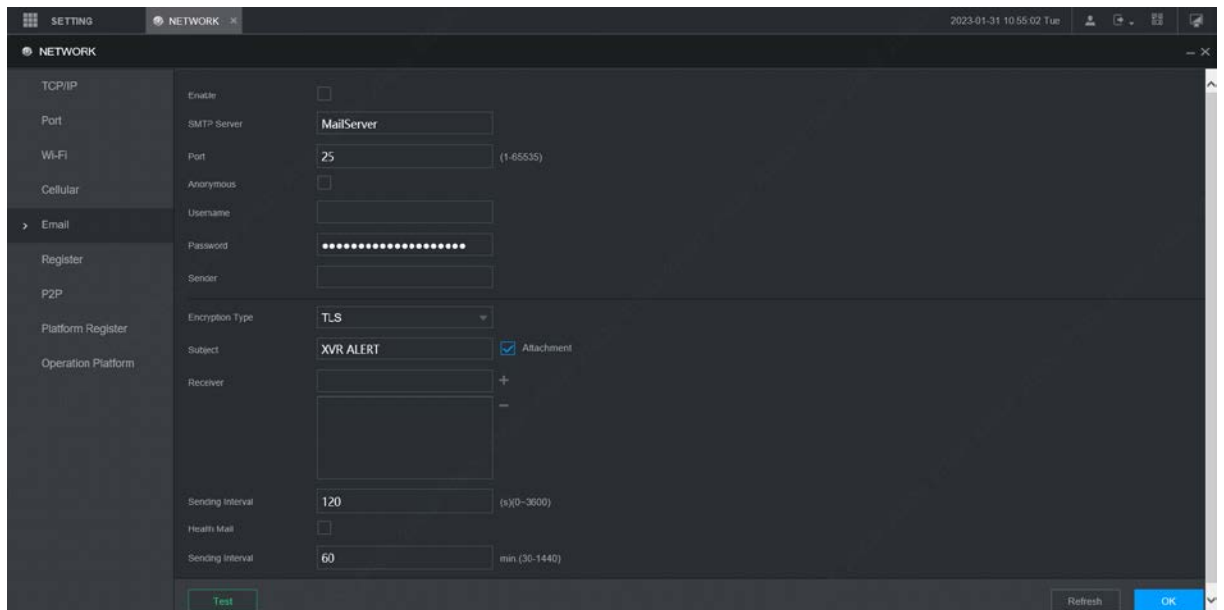 SETTING NETWORK × 2023-01-31 10:55:02 Tue
NETWORK
TCP/IP
Port
Wi-Fi
Cellular
Email
Register
P2P
Platform Register
Operation Platform
Enable
SMTP Server MailServer
Port 25 (1-65535)
Anonymous
Username
Password ••••••••••••••••••••
Sender
Encryption Type TLS
Subject XVR ALERT Attachment
Receiver
Sending Interval 120 (s)(0~3600)
Health Mail
Sending Interval 60 min.(30-1440)
Test Refresh OK